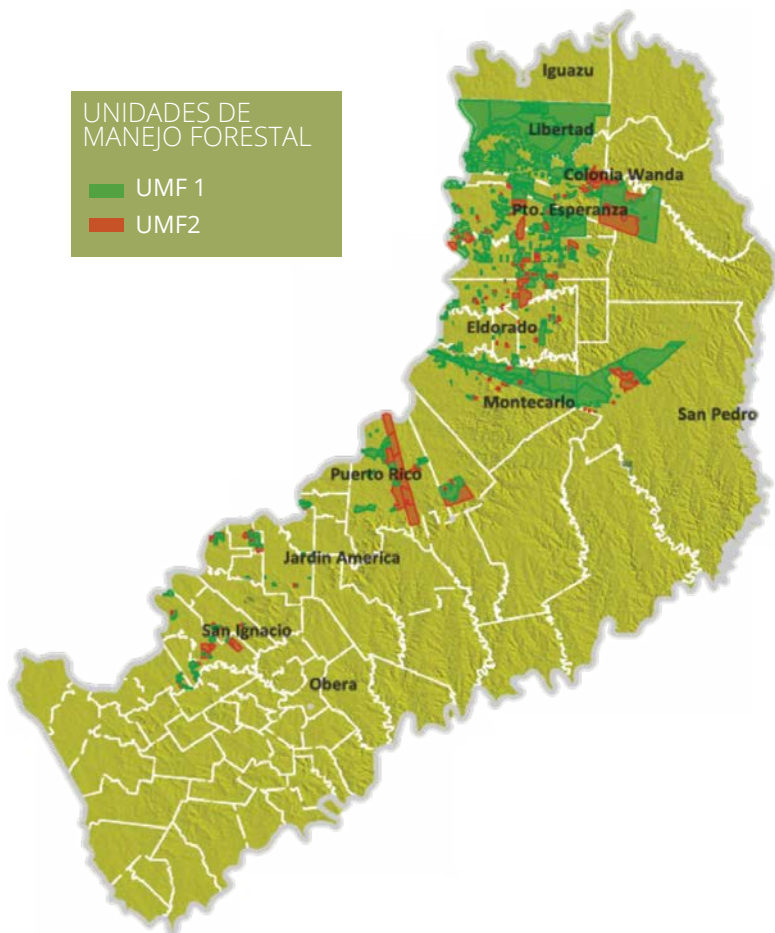 UNIDADES DE
MANEJO FORESTAL
UMF 1
UMF2
Iguazu
Libertad
Colonia Wanda
Pto. Esperanza
Eldorado
Montecarlo
San Pedro
Puerto Rico
Jardin America
San Ignacio
Obera